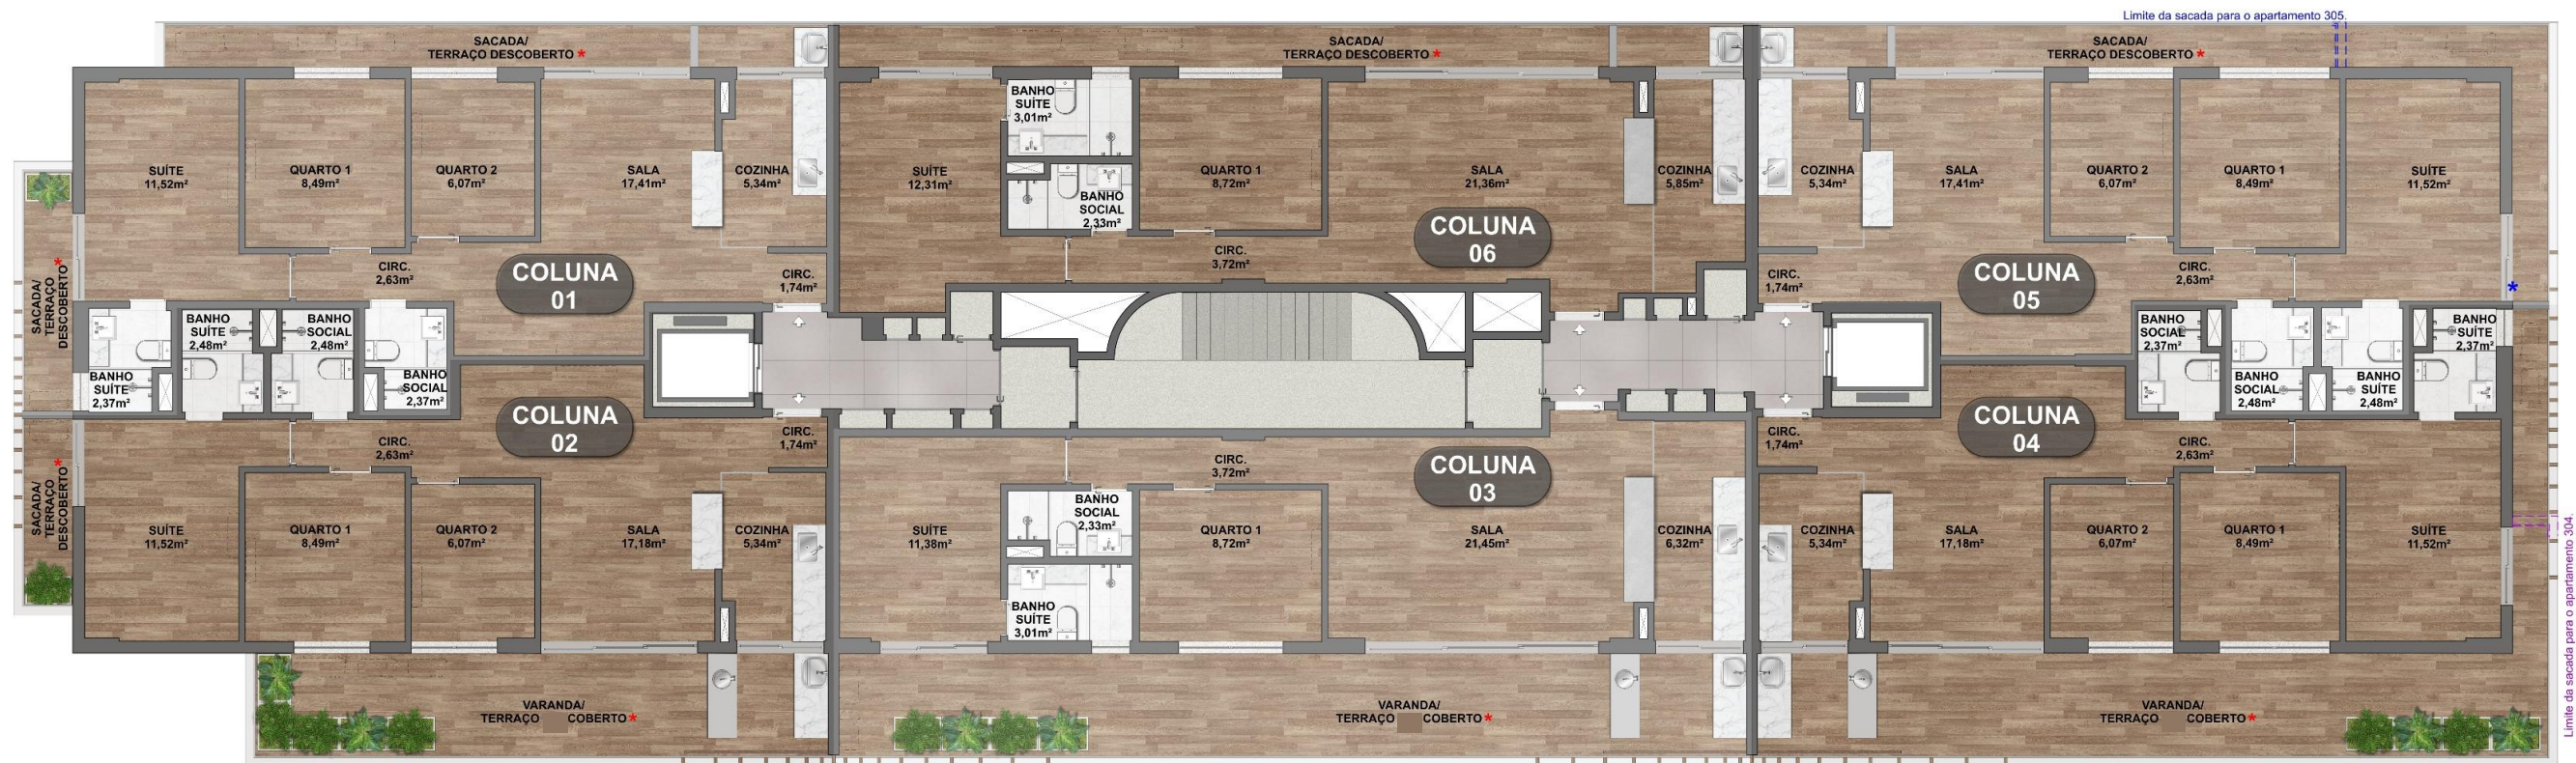 Limite da sacada para o apartamento 305.
SACADA/
TERRAÇO DESCOBERTO *
SACADA/
TERRAÇO DESCOBERTO *
SACADA/
TERRAÇO DESCOBERTO *
SUÍTE
11,52m²
QUARTO 1
8,49m²
QUARTO 2
6,07m²
SALA
17,41m²
COZINHA
5,34m²
CIRC.
2,63m²
CIRC.
1,74m²
COLUNA
01
SACADA/
TERRAÇO
DESCOBERTO *
BANHO
SUÍTE
2,37m²
BANHO
SUÍTE
2,48m²
BANHO
SOCIAL
2,48m²
BANHO
SOCIAL
2,37m²
SUÍTE
12,31m²
BANHO
SUÍTE
3,01m²
BANHO
SOCIAL
2,33m²
QUARTO 1
8,72m²
SALA
21,36m²
COZINHA
5,85m²
CIRC.
3,72m²
COLUNA
06
COZINHA
5,34m²
SALA
17,41m²
QUARTO 2
6,07m²
QUARTO 1
8,49m²
SUÍTE
11,52m²
CIRC.
1,74m²
CIRC.
2,63m²
COLUNA
05
*
BANHO
SOCIAL
2,37m²
BANHO
SOCIAL
2,48m²
BANHO
SUÍTE
2,48m²
BANHO
SUÍTE
2,37m²
COLUNA
02
CIRC.
2,63m²
CIRC.
1,74m²
SACADA/
TERRAÇO
DESCOBERTO *
SUÍTE
11,52m²
QUARTO 1
8,49m²
QUARTO 2
6,07m²
SALA
17,18m²
COZINHA
5,34m²
VARANDA/
TERRAÇO COBERTO *
CIRC.
3,72m²
COLUNA
03
SUÍTE
11,38m²
BANHO
SOCIAL
2,33m²
BANHO
SUÍTE
3,01m²
QUARTO 1
8,72m²
SALA
21,45m²
COZINHA
6,32m²
VARANDA/
TERRAÇO COBERTO *
COLUNA
04
CIRC.
1,74m²
CIRC.
2,63m²
COZINHA
5,34m²
SALA
17,18m²
QUARTO 2
6,07m²
QUARTO 1
8,49m²
SUÍTE
11,52m²
VARANDA/
TERRAÇO COBERTO *
Limite da sacada para o apartamento 304.